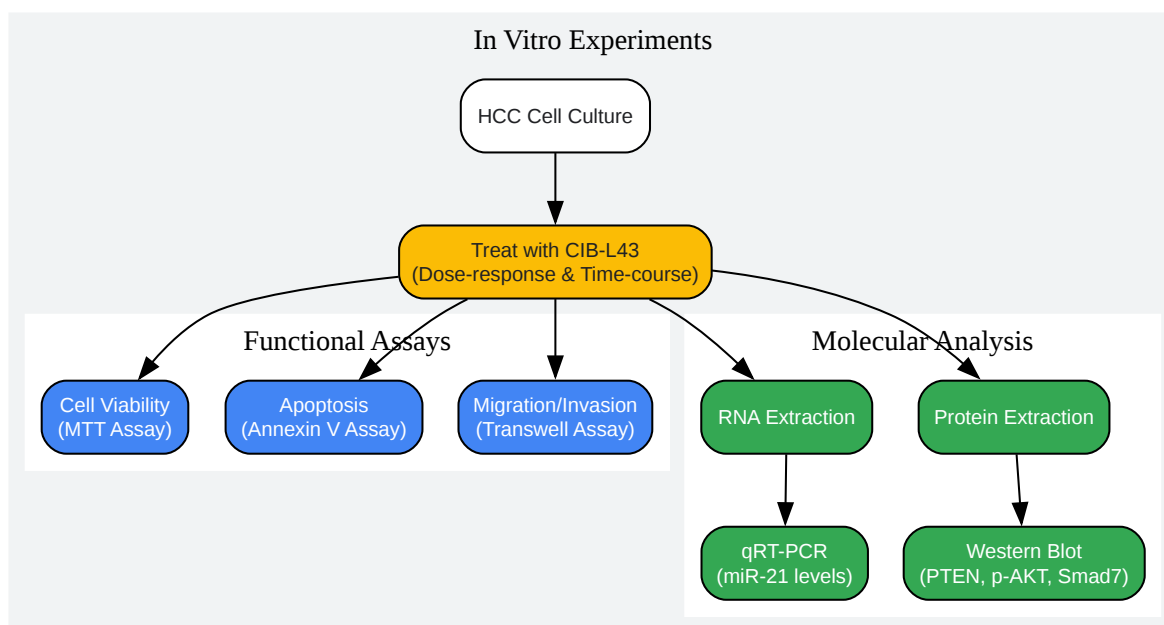 In Vitro Experiments
HCC Cell Culture
Treat with CIB-L43
(Dose-response & Time-course)
Functional Assays
Molecular Analysis
Cell Viability
(MTT Assay)
Apoptosis
(Annexin V Assay)
Migration/Invasion
(Transwell Assay)
RNA Extraction
Protein Extraction
qRT-PCR
(miR-21 levels)
Western Blot
(PTEN, p-AKT, Smad7)